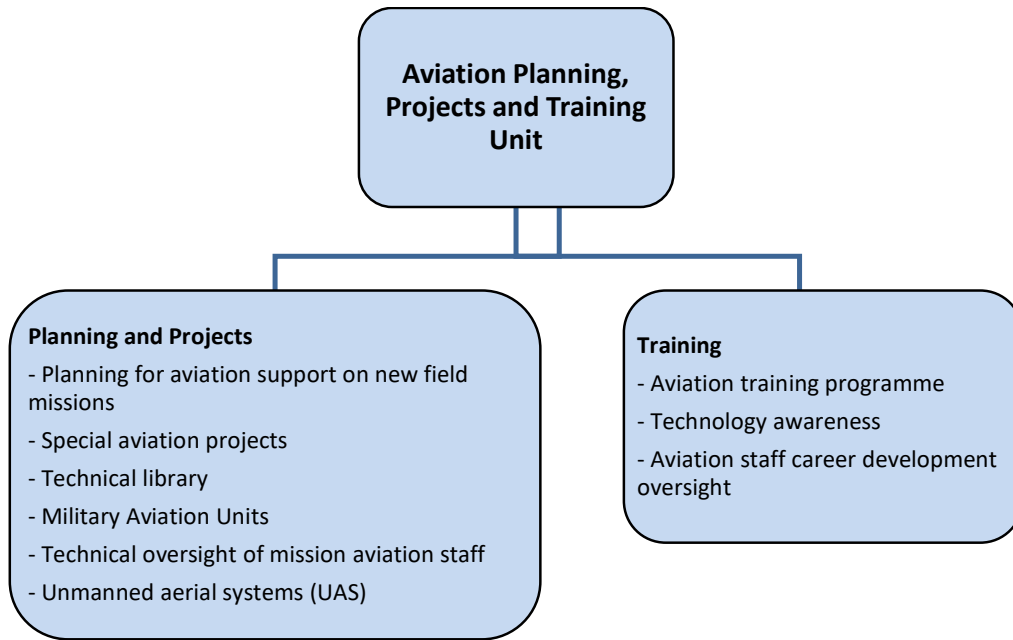 Aviation Planning,
Projects and Training
Unit
Planning and Projects
- Planning for aviation support on new field
missions
- Special aviation projects
- Technical library
- Military Aviation Units
- Technical oversight of mission aviation staff
- Unmanned aerial systems (UAS)
Training
- Aviation training programme
- Technology awareness
- Aviation staff career development
oversight